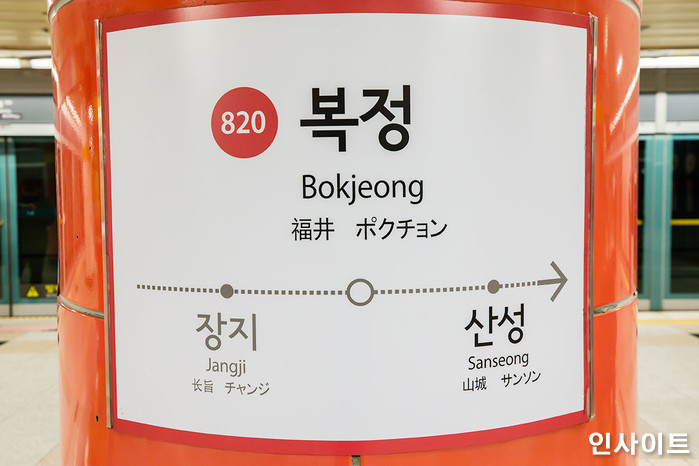 820 복정
Bokjeong
福井 ポクチョン
장지
Jangji
长旨 チャンジ
산성
Sanseong
山城 サンソン
인사이트